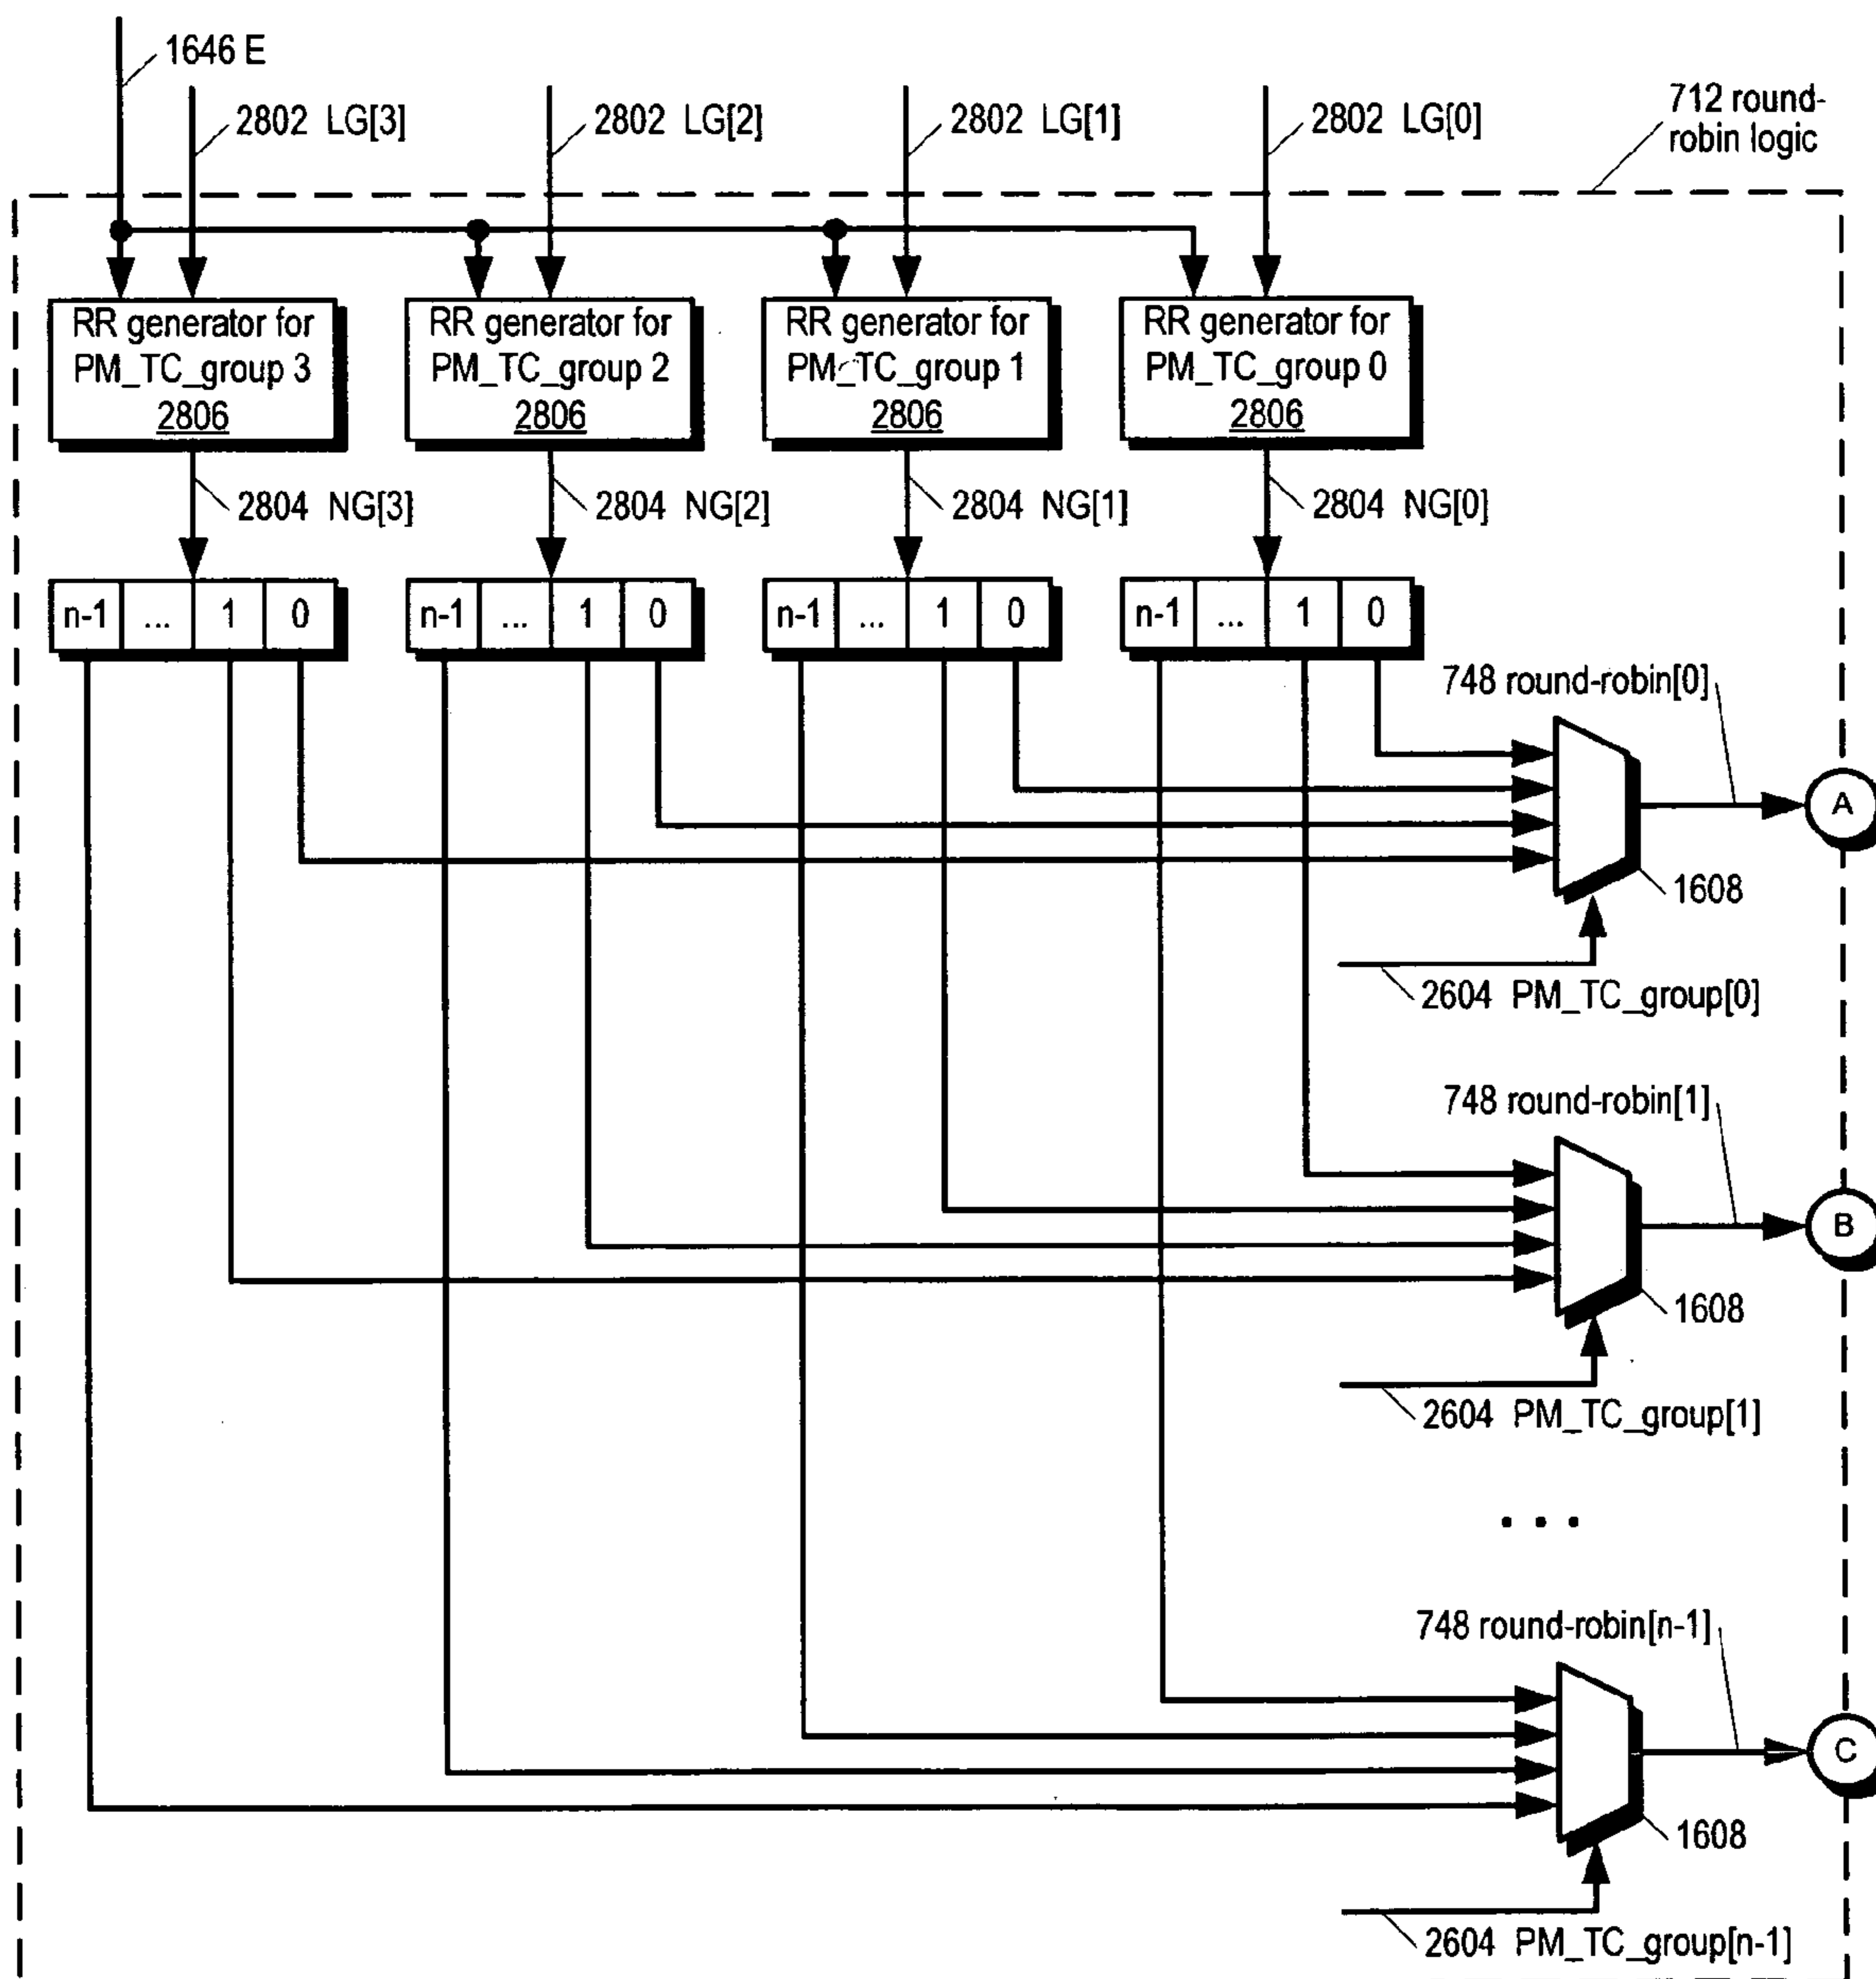 1646 E
2802 LG[3]
2802 LG[2]
2802 LG[1]
2802 LG[0]
712 round-
robin logic
RR generator for
PM_TC_group 3
2806
RR generator for
PM_TC_group 2
2806
RR generator for
PM_TC_group 1
2806
RR generator for
PM_TC_group 0
2806
2804 NG[3]
2804 NG[2]
2804 NG[1]
2804 NG[0]
n-1 ... 1 0
n-1 ... 1 0
n-1 ... 1 0
n-1 ... 1 0
748 round-robin[0]
A
1608
2604 PM_TC_group[0]
748 round-robin[1]
B
1608
2604 PM_TC_group[1]
...
748 round-robin[n-1]
C
1608
2604 PM_TC_group[n-1]